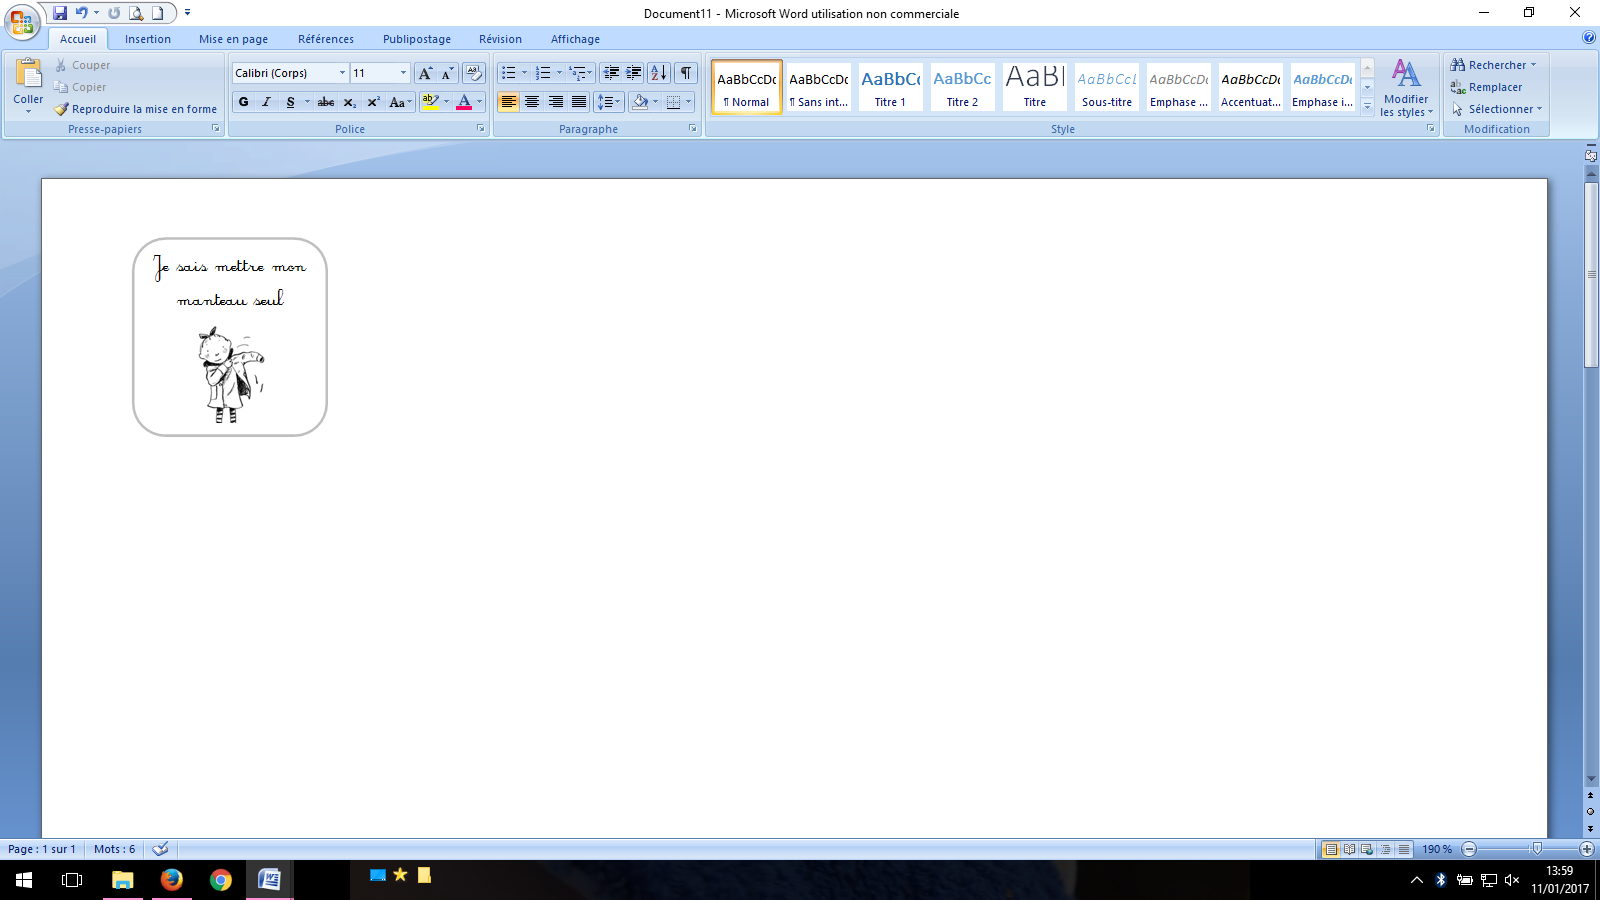 Document11 - Microsoft Word utilisation non commerciale
Accueil Insertion Mise en page Références Publipostage Révision Affichage
Coller
Couper
Copier
Reproduire la mise en forme
Presse-papiers
Calibri (Corps) 11
G I S abc x₂ x² Aa
Police
Paragraphe
AaBbCcDc AaBbCcDc AaBbCc AaBbCc AaBl AaBbCcL AaBbCcDc AaBbCcDc AaBbCcDc
¶ Normal ¶ Sans int... Titre 1 Titre 2 Titre Sous-titre Emphase ... Accentuat... Emphase i...
Modifier
les styles
Style
Rechercher
Remplacer
Sélectionner
Modification
Je sais mettre mon
manteau seul
Page : 1 sur 1 Mots : 6 190 %
13:59
11/01/2017